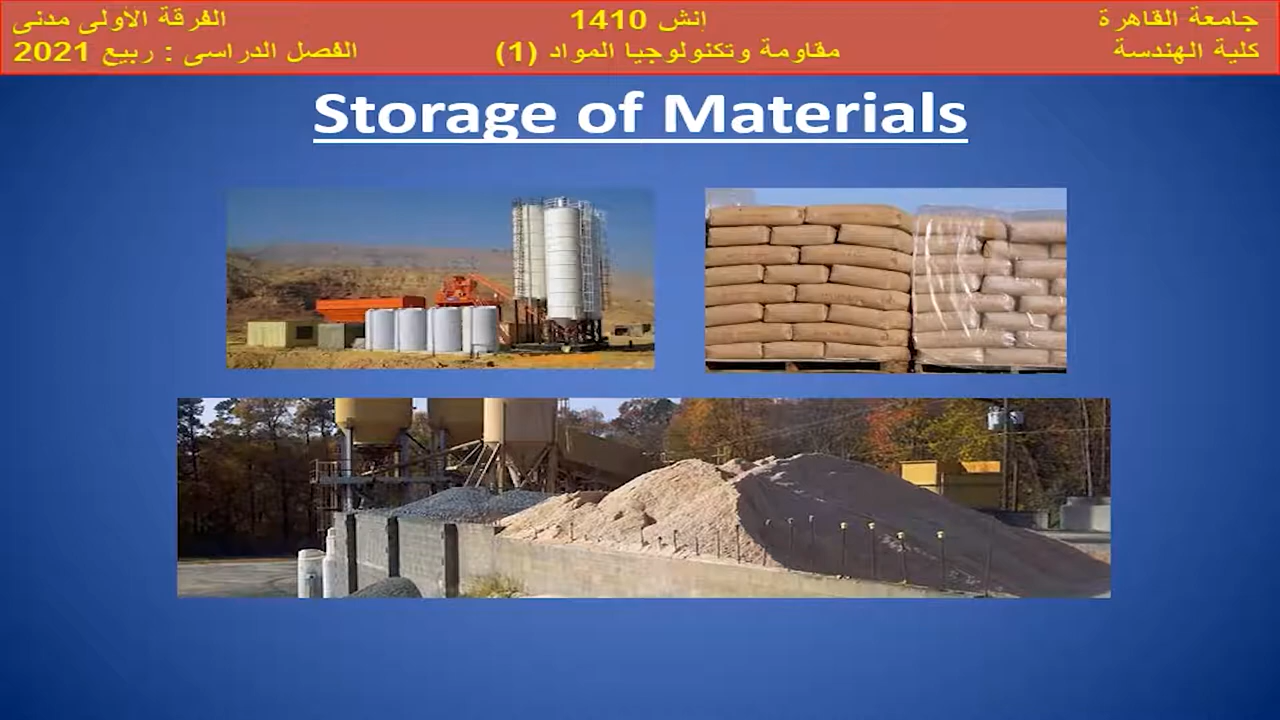 جامعة القاهرة
كلية الهندسة
إنش 1410
مقاومة وتكنولوجيا المواد (1)
الفرقة الأولى مدنى
الفصل الدراسى : ربيع 2021
Storage of Materials